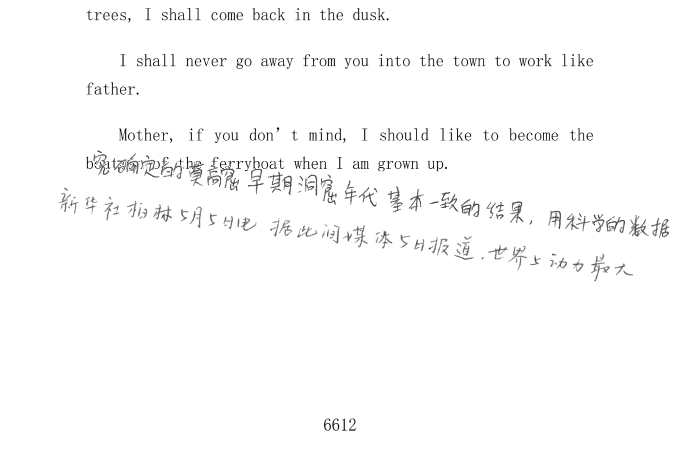 trees, I shall come back in the dusk.
I shall never go away from you into the town to work like
father.
Mother, if you don’t mind, I should like to become the
boatman of the ferryboat when I am grown up.
究确定的莫高窟早期洞窟年代基本一致的结果，用科学的数据
新华社柏林5月5日电 据此间媒体5日报道，世界上动力最大
6612